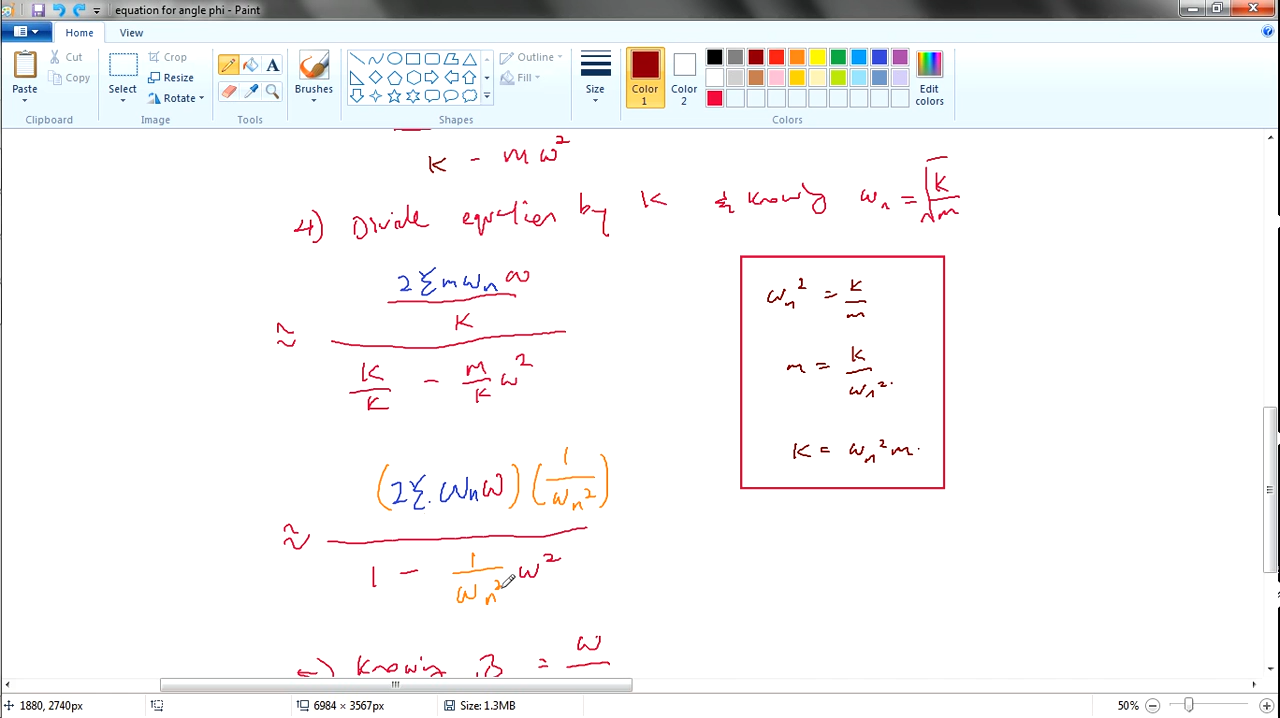 equation for angle phi - Paint
Home View
Paste
Cut
Copy
Clipboard
Select
Crop
Resize
Rotate
Image
Tools
Brushes
Shapes
Outline
Fill
Size
Color 1
Color 2
Edit colors
Colors
K - mω²
4) Divide equation by K & knowing ωn = √(K/m)
≈ (2ξmωnω / K) / (K/K - (m/K)ω²)
ωn² = K/m
m = K/ωn²
K = ωn²m.
≈ (2ξ.ωnω)(1/ωn²) / (1 - (1/ωn²)ω²)
Knowing = ω
1880, 2740px
6984 × 3567px
Size: 1.3MB
50%